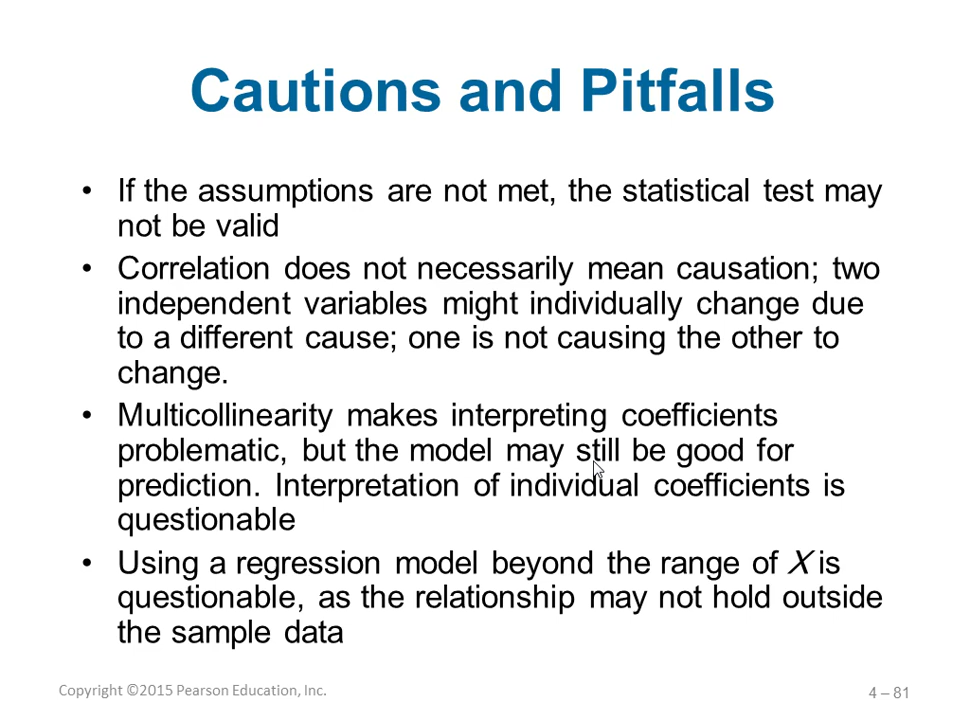 Cautions and Pitfalls
• If the assumptions are not met, the statistical test may
not be valid
• Correlation does not necessarily mean causation; two
independent variables might individually change due
to a different cause; one is not causing the other to
change.
• Multicollinearity makes interpreting coefficients
problematic, but the model may still be good for
prediction. Interpretation of individual coefficients is
questionable
• Using a regression model beyond the range of X is
questionable, as the relationship may not hold outside
the sample data
Copyright ©2015 Pearson Education, Inc.
4 – 81